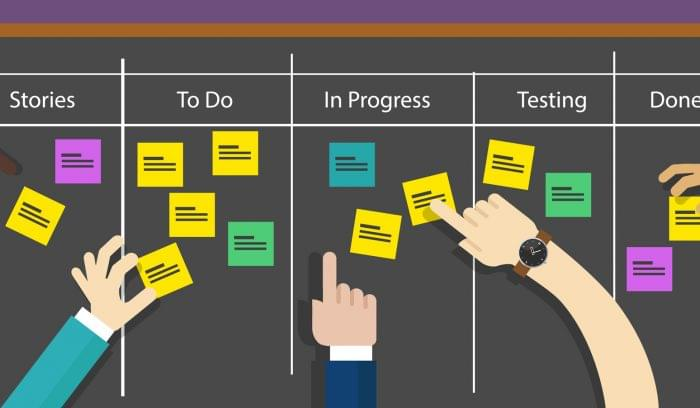 Stories
To Do
In Progress
Testing
Done